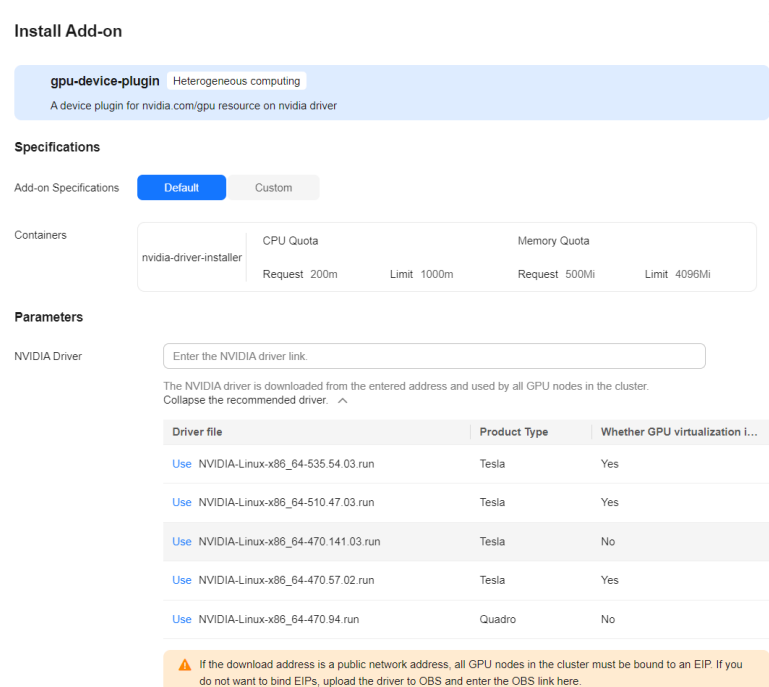 Install Add-on
gpu-device-plugin Heterogeneous computing
A device plugin for nvidia.com/gpu resource on nvidia driver
Specifications
Add-on Specifications Default Custom
Containers
nvidia-driver-installer
CPU Quota Memory Quota
Request 200m Limit 1000m Request 500Mi Limit 4096Mi
Parameters
NVIDIA Driver Enter the NVIDIA driver link.
The NVIDIA driver is downloaded from the entered address and used by all GPU nodes in the cluster.
Collapse the recommended driver.
Driver file Product Type Whether GPU virtualization i...
Use NVIDIA-Linux-x86_64-535.54.03.run Tesla Yes
Use NVIDIA-Linux-x86_64-510.47.03.run Tesla Yes
Use NVIDIA-Linux-x86_64-470.141.03.run Tesla No
Use NVIDIA-Linux-x86_64-470.57.02.run Tesla Yes
Use NVIDIA-Linux-x86_64-470.94.run Quadro No
If the download address is a public network address, all GPU nodes in the cluster must be bound to an EIP. If you
do not want to bind EIPs, upload the driver to OBS and enter the OBS link here.